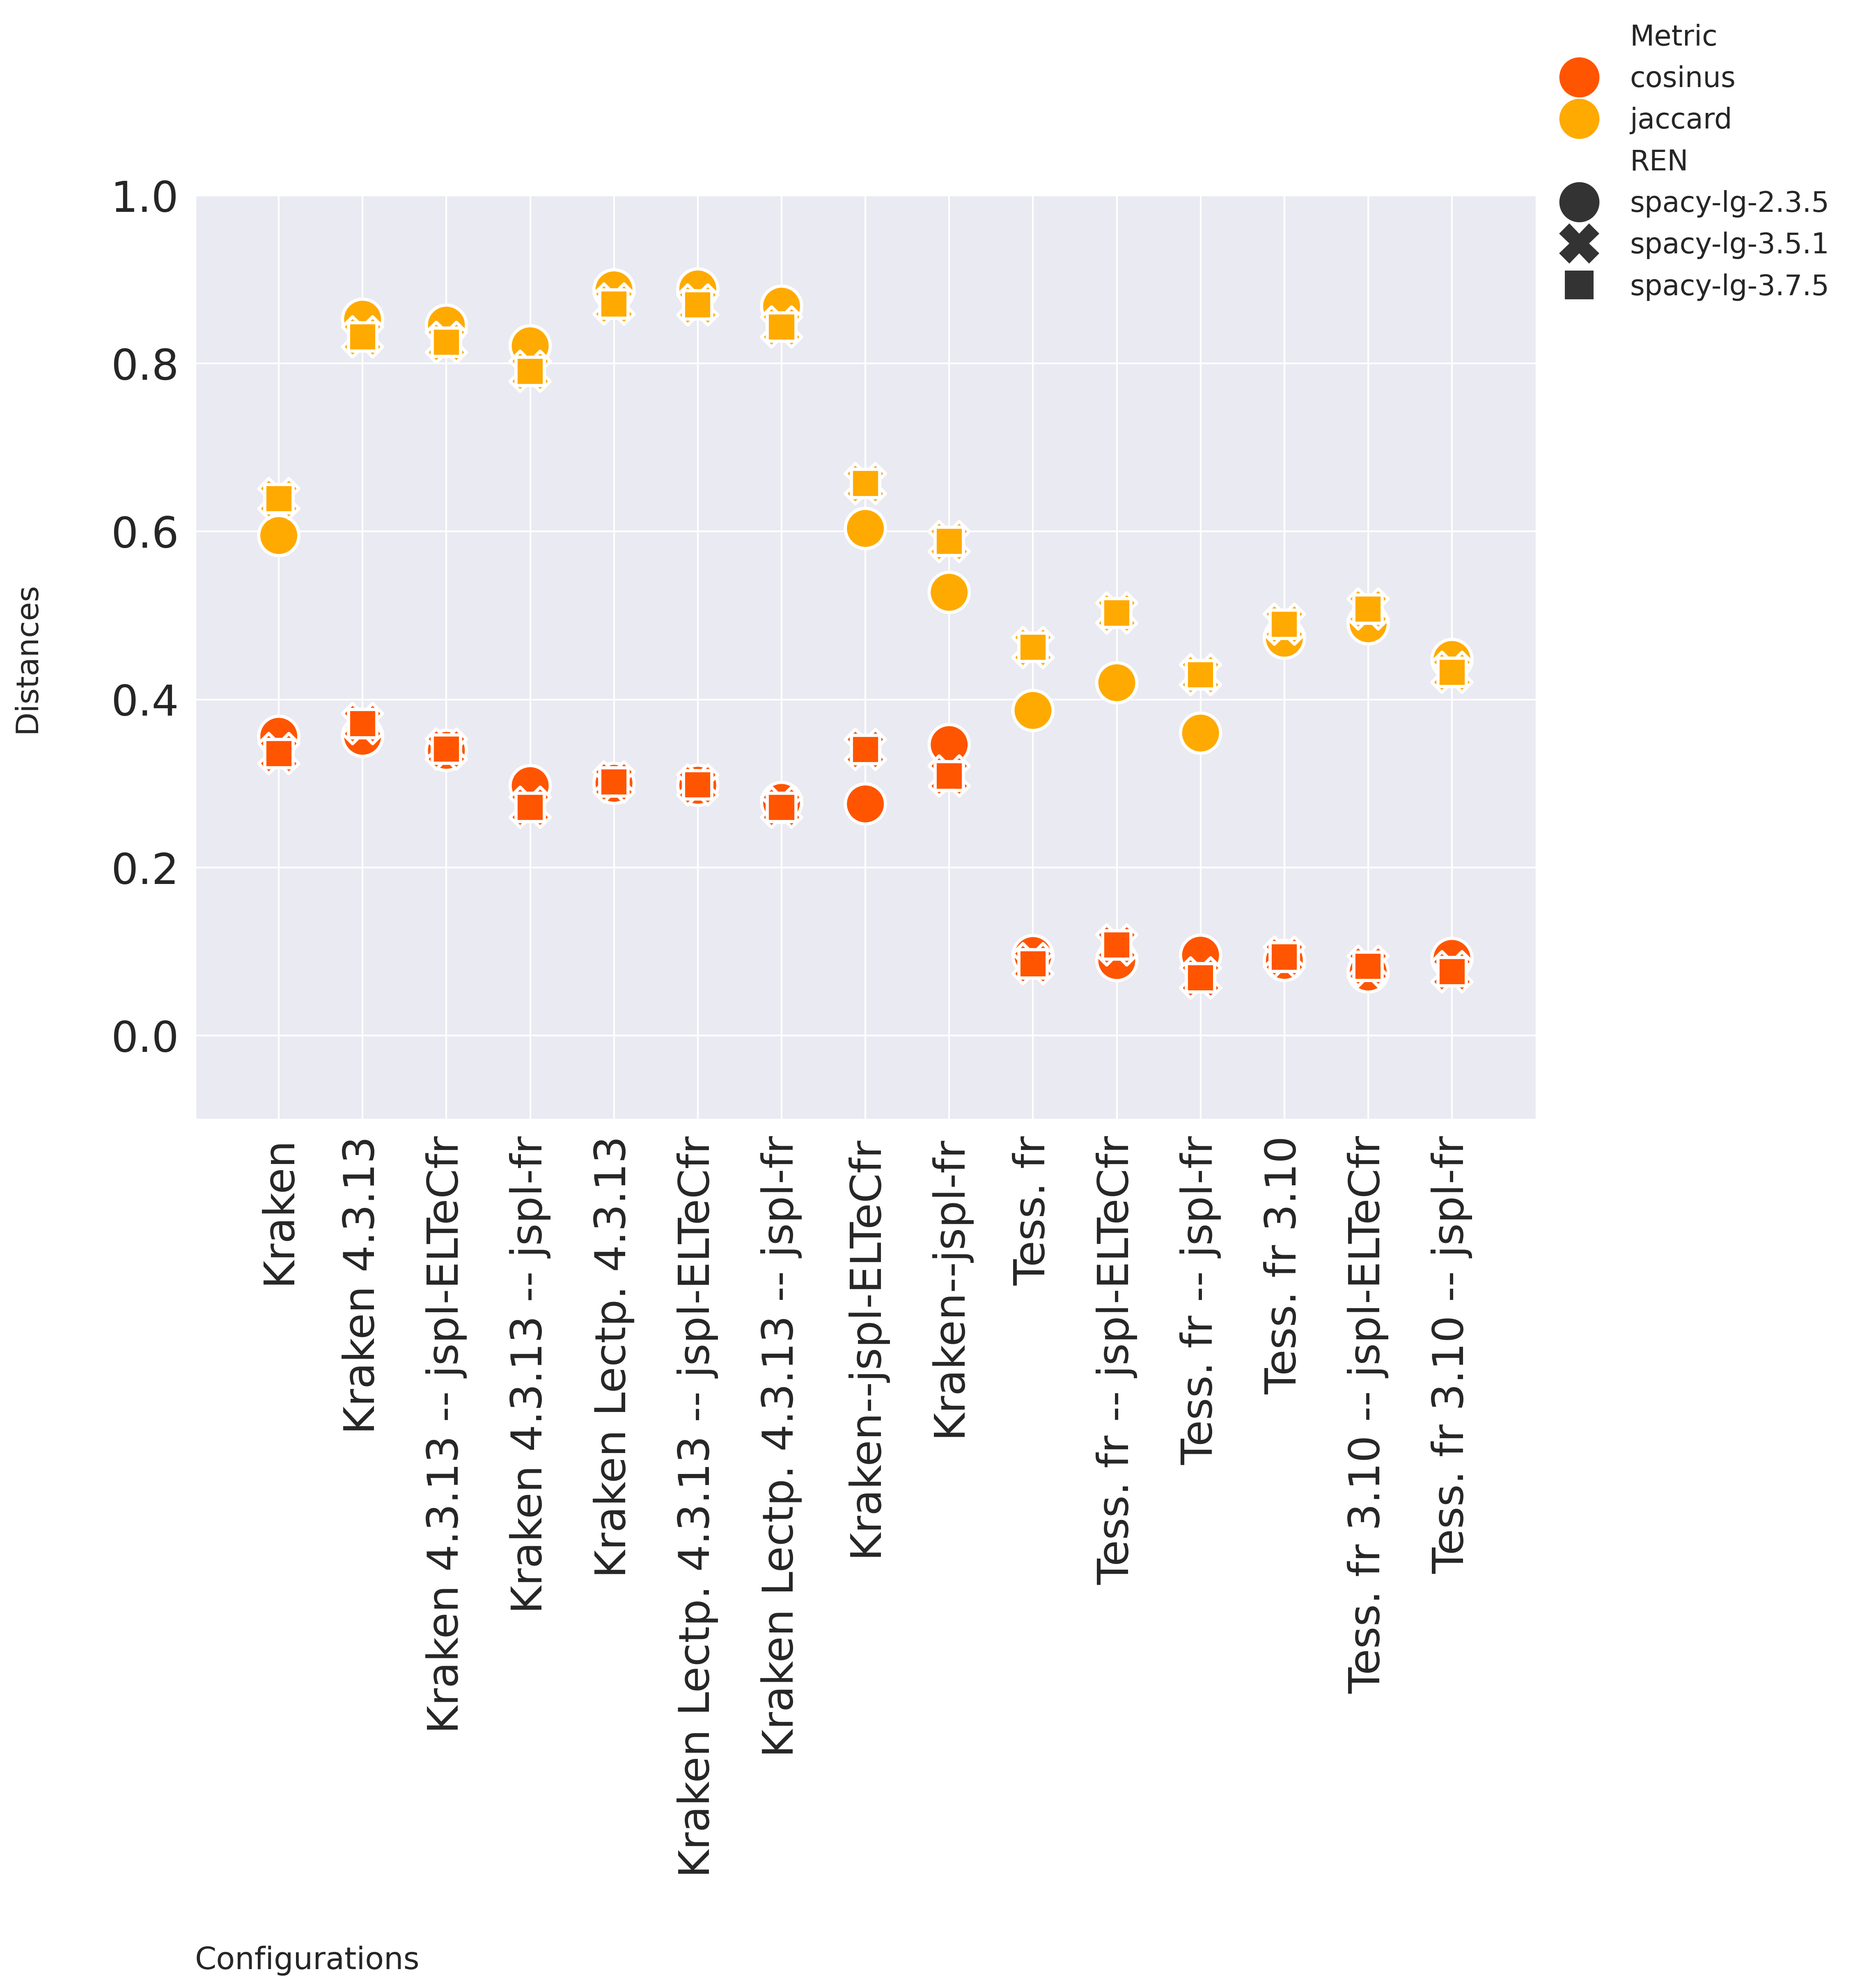 Metric
cosinus
jaccard
REN
spacy-lg-2.3.5
spacy-lg-3.5.1
spacy-lg-3.7.5
1.0
0.8
0.6
0.4
0.2
0.0
Distances
Kraken
Kraken 4.3.13
Kraken 4.3.13 -- jspl-ELTeCfr
Kraken 4.3.13 -- jspl-fr
Kraken Lectp. 4.3.13
Kraken Lectp. 4.3.13 -- jspl-ELTeCfr
Kraken Lectp. 4.3.13 -- jspl-fr
Kraken--jspl-ELTeCfr
Kraken--jspl-fr
Tess. fr
Tess. fr -- jspl-ELTeCfr
Tess. fr -- jspl-fr
Tess. fr 3.10
Tess. fr 3.10 -- jspl-ELTeCfr
Tess. fr 3.10 -- jspl-fr
Configurations